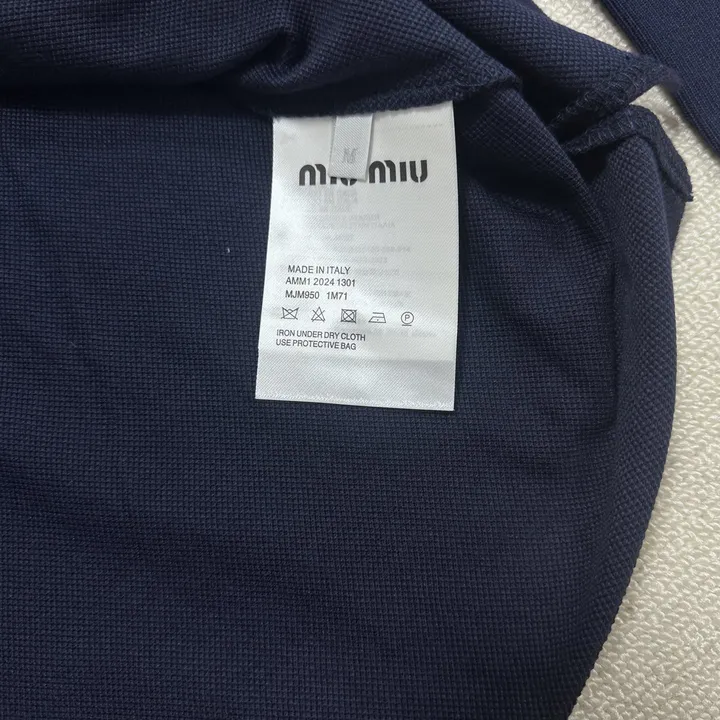 M
miu miu
MADE IN ITALY
AMM1 2024 1301
MJM950 1M71
IRON UNDER DRY CLOTH
USE PROTECTIVE BAG